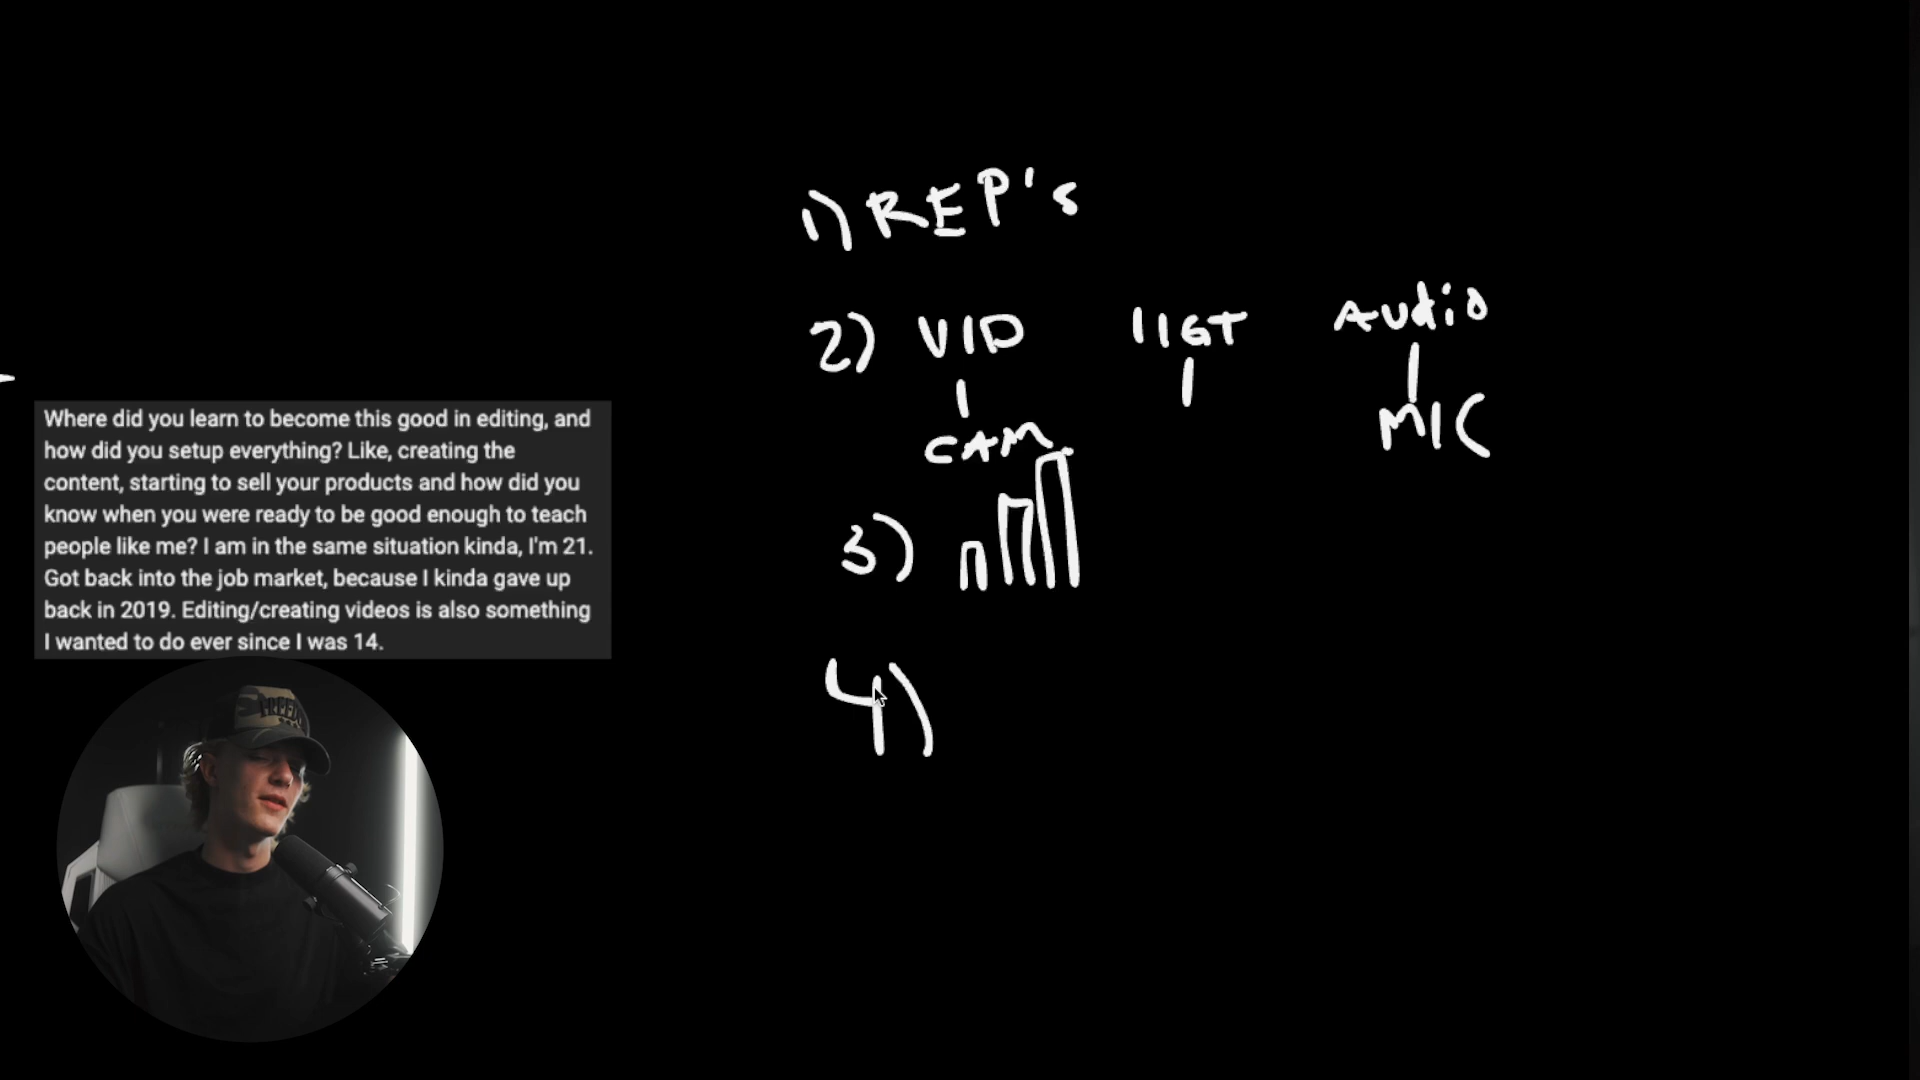 1) REP's
2) VID IIGT Audio
CAM MIC
3)
4)
Where did you learn to become this good in editing, and
how did you setup everything? Like, creating the
content, starting to sell your products and how did you
know when you were ready to be good enough to teach
people like me? I am in the same situation kinda, I'm 21.
Got back into the job market, because I kinda gave up
back in 2019. Editing/creating videos is also something
I wanted to do ever since I was 14.